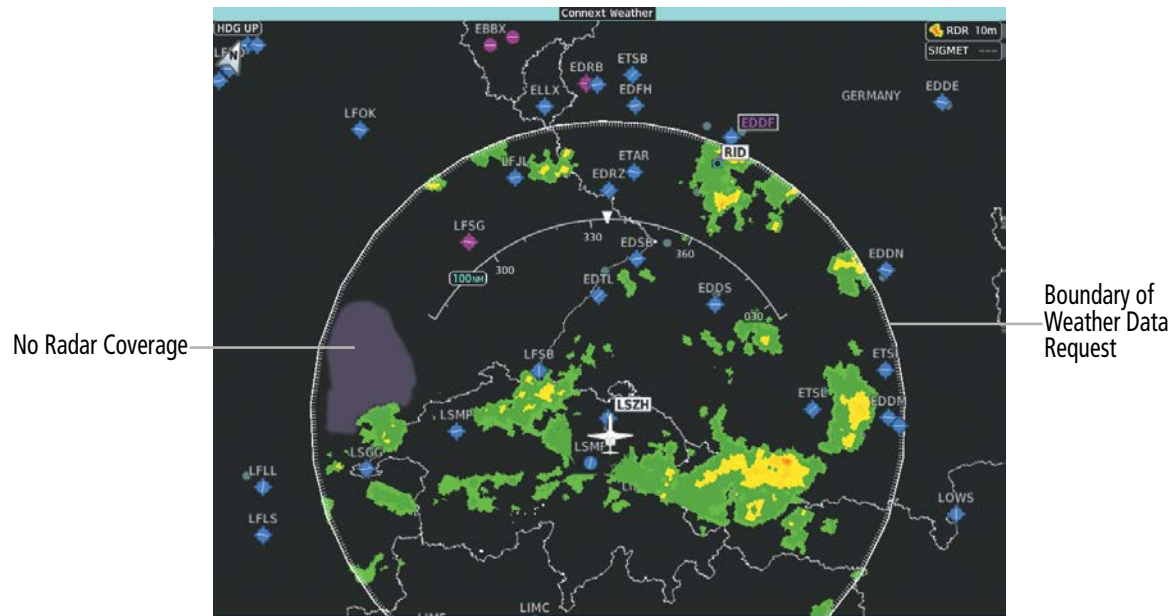 Connext Weather
HDG UP
N
EBBX
RDR 10m
SIGMET ---
EDRB
ETSB
ELLX
EDFH
GERMANY
EDDE
LFOK
EDDF
RID
LFJL
ETAR
EDRZ
LFSG
330
360
EDSB
EDDN
300
100NM
EDTL
EDDS
030
No Radar Coverage
Boundary of
Weather Data
Request
LFSB
ETSI
LSZH
ETSL
EDDM
LSMP
LSGG
LFLL
LOWS
LFLS
LIMC